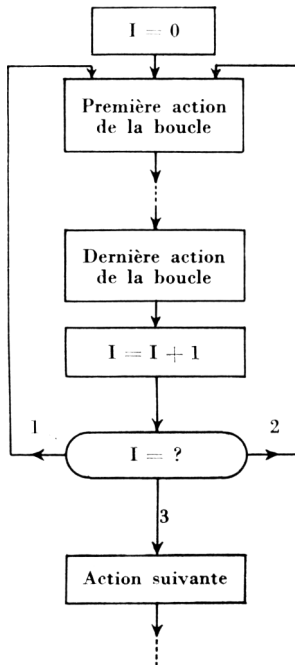 I = 0
Première action
de la boucle
Dernière action
de la boucle
I = I + 1
1
I = ?
2
3
Action suivante